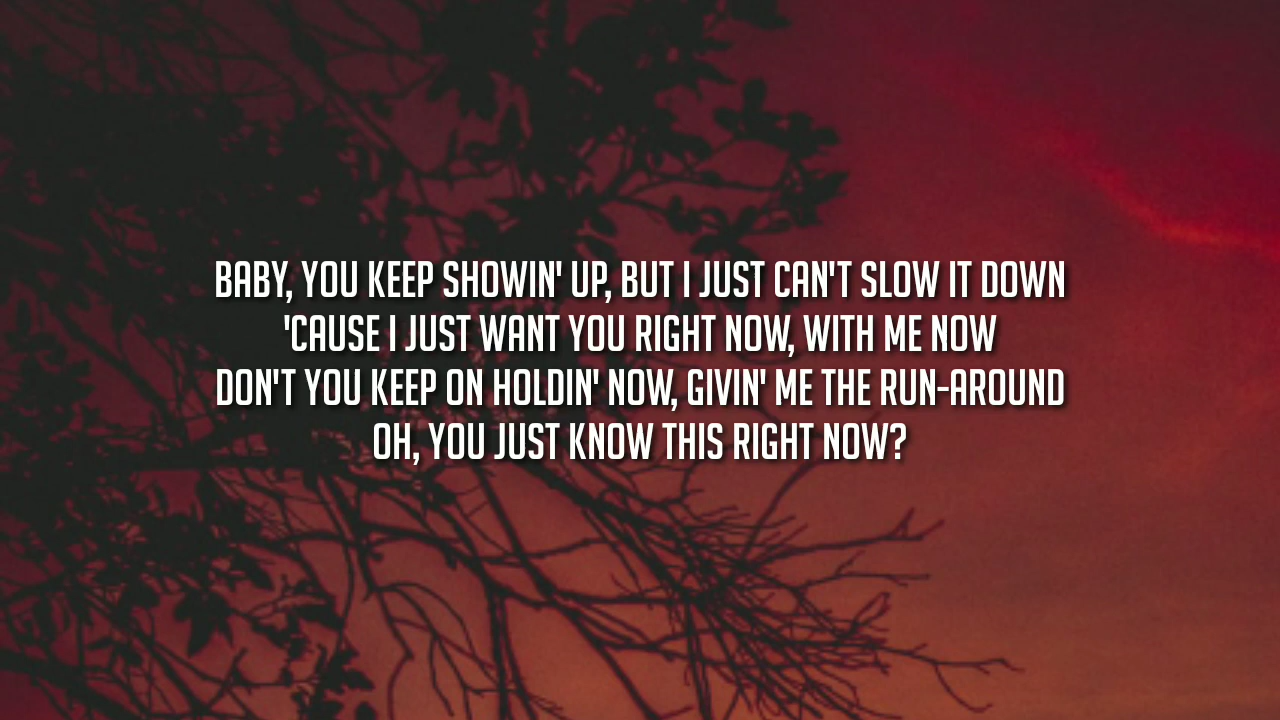 BABY, YOU KEEP SHOWIN' UP, BUT I JUST CAN'T SLOW IT DOWN
'CAUSE I JUST WANT YOU RIGHT NOW, WITH ME NOW
DON'T YOU KEEP ON HOLDIN' NOW, GIVIN' ME THE RUN-AROUND
OH, YOU JUST KNOW THIS RIGHT NOW?